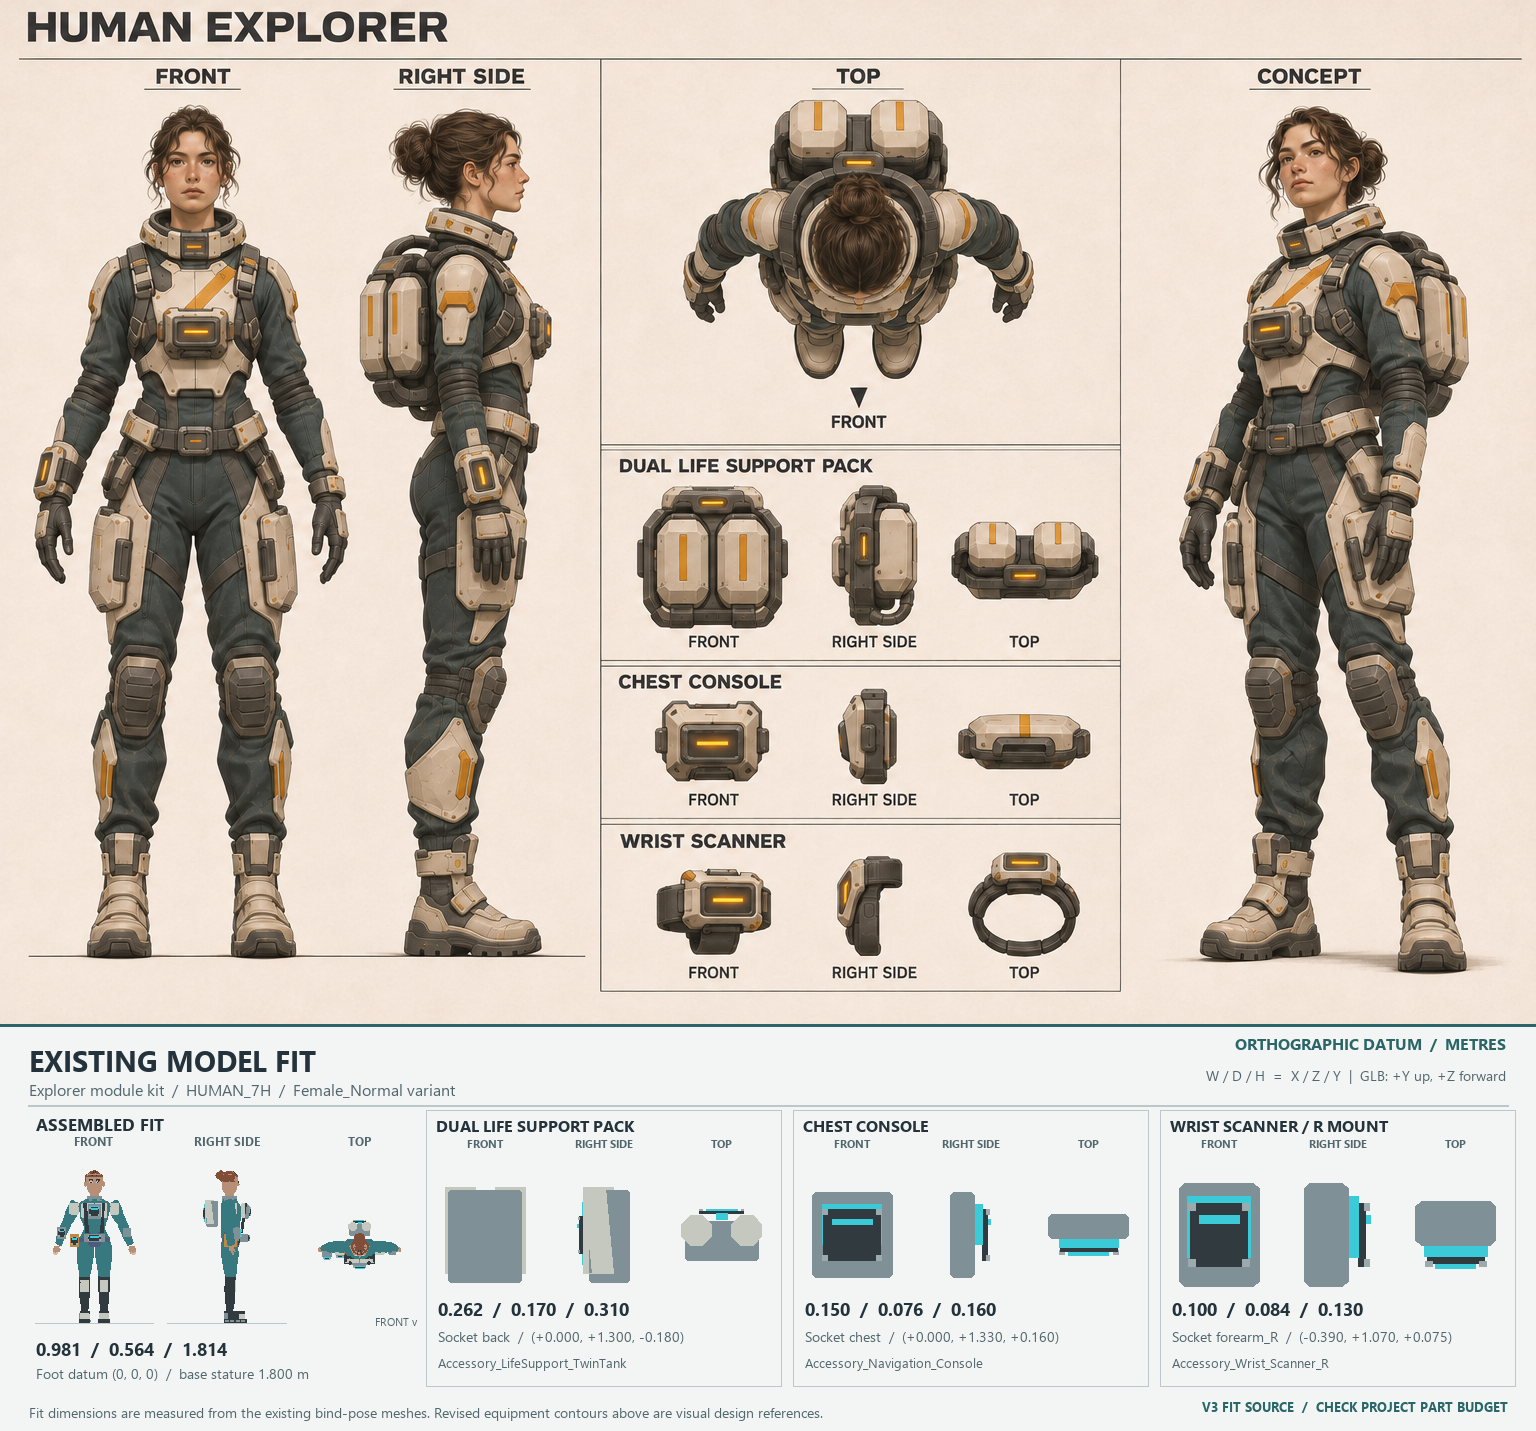 HUMAN EXPLORER
FRONT
RIGHT SIDE
TOP
CONCEPT
FRONT
DUAL LIFE SUPPORT PACK
FRONT
RIGHT SIDE
TOP
CHEST CONSOLE
FRONT
RIGHT SIDE
TOP
WRIST SCANNER
FRONT
RIGHT SIDE
TOP
EXISTING MODEL FIT
Explorer module kit / HUMAN_7H / Female_Normal variant
ORTHOGRAPHIC DATUM / METRES
W / D / H = X / Z / Y | GLB: +Y up, +Z forward
ASSEMBLED FIT
FRONT
RIGHT SIDE
TOP
FRONT v
0.981 / 0.564 / 1.814
Foot datum (0, 0, 0) / base stature 1.800 m
DUAL LIFE SUPPORT PACK
FRONT
RIGHT SIDE
TOP
0.262 / 0.170 / 0.310
Socket back / (+0.000, +1.300, -0.180)
Accessory_LifeSupport_TwinTank
CHEST CONSOLE
FRONT
RIGHT SIDE
TOP
0.150 / 0.076 / 0.160
Socket chest / (+0.000, +1.330, +0.160)
Accessory_Navigation_Console
WRIST SCANNER / R MOUNT
FRONT
RIGHT SIDE
TOP
0.100 / 0.084 / 0.130
Socket forearm_R / (-0.390, +1.070, +0.075)
Accessory_Wrist_Scanner_R
Fit dimensions are measured from the existing bind-pose meshes. Revised equipment contours above are visual design references.
V3 FIT SOURCE / CHECK PROJECT PART BUDGET